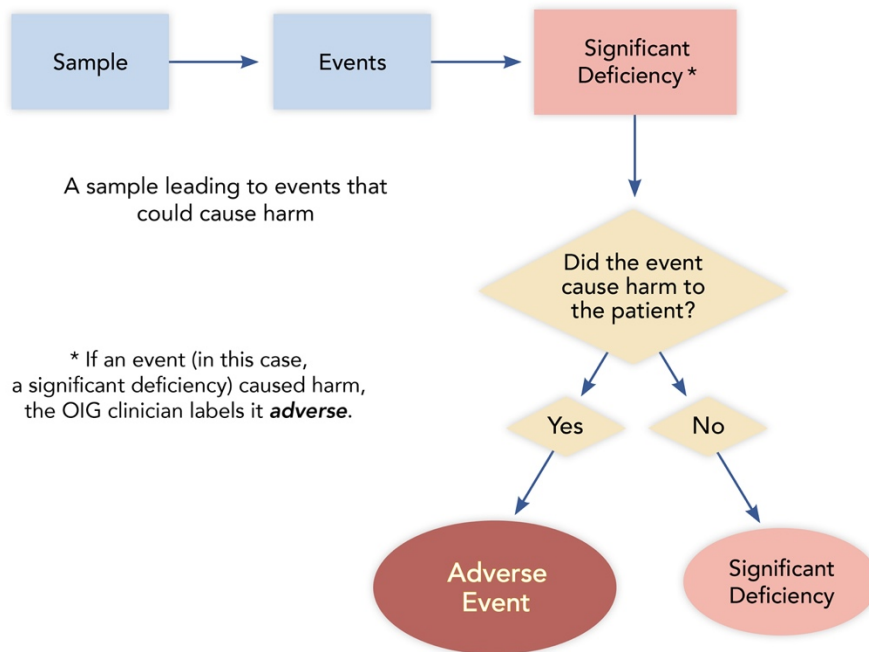 Sample
Events
Significant
Deficiency *
A sample leading to events that
could cause harm
Did the event
cause harm to
the patient?
* If an event (in this case,
a significant deficiency) caused harm,
the OIG clinician labels it adverse.
Yes
No
Adverse
Event
Significant
Deficiency